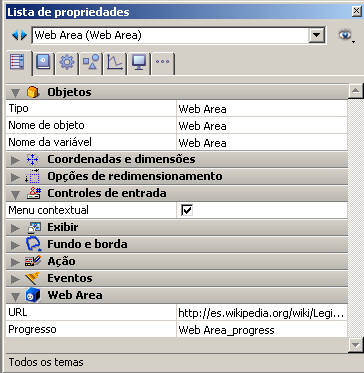 Lista de propriedades
Web Area (Web Area)
Objetos
Tipo Web Area
Nome de objeto Web Area
Nome da variável Web Area
Coordenadas e dimensões
Opções de redimensionamento
Controles de entrada
Menu contextual
Exibir
Fundo e borda
Ação
Eventos
Web Area
URL http://es.wikipedia.org/wiki/Legi...
Progresso Web Area_progress
Todos os temas